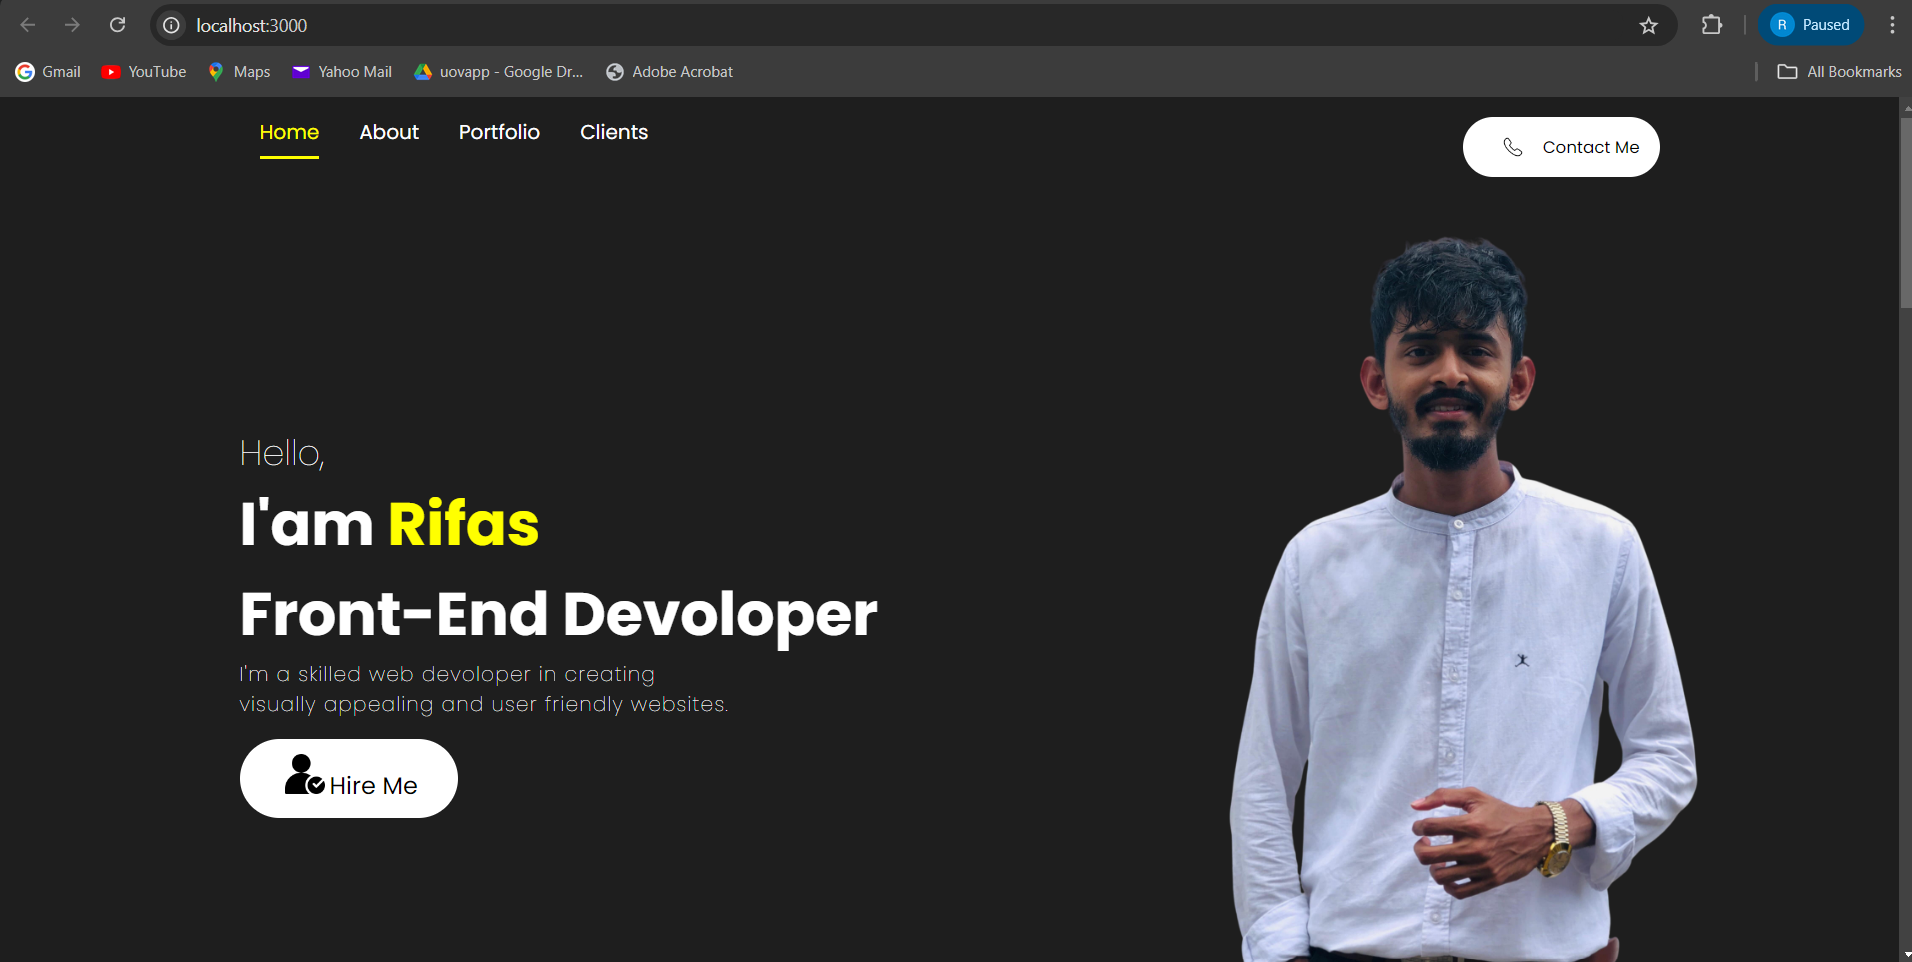 localhost:3000
R Paused
Gmail YouTube Maps Yahoo Mail uovapp - Google Dr... Adobe Acrobat All Bookmarks
Home About Portfolio Clients
Contact Me
Hello,
I'am Rifas
Front-End Devoloper
I'm a skilled web devoloper in creating
visually appealing and user friendly websites.
Hire Me